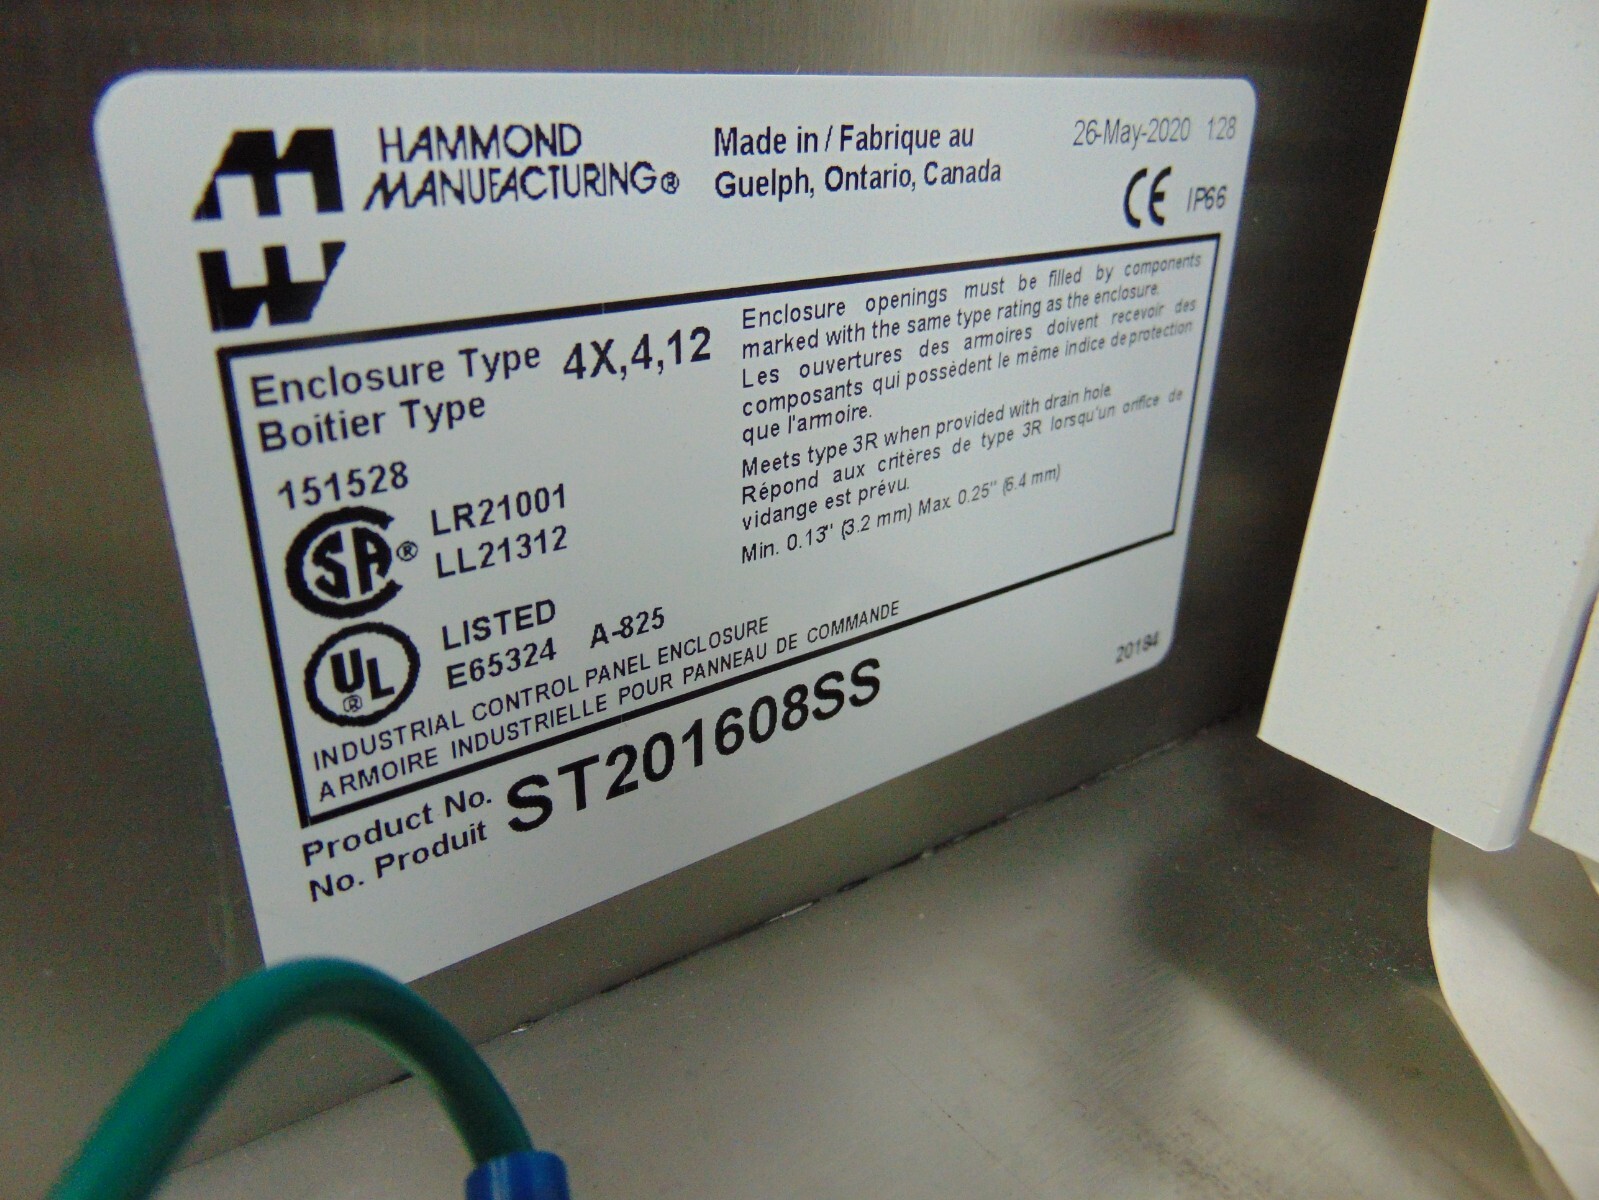 HAMMOND
MANUFACTURING®
Made in / Fabrique au
Guelph, Ontario, Canada
26-May-2020 128
CE IP66
Enclosure Type 4X,4,12
Boitier Type
151528
CSA® LR21001
LL21312
LISTED
UL® E65324 A-825
INDUSTRIAL CONTROL PANEL ENCLOSURE
ARMOIRE INDUSTRIELLE POUR PANNEAU DE COMMANDE
Enclosure openings must be filled by components
marked with the same type rating as the enclosure.
Les ouvertures des armoires doivent recevoir des
composants qui possèdent le même indice de protection
que l'armoire.
Meets type 3R when provided with drain hole.
Répond aux critères de type 3R lorsqu'un orifice de
vidange est prévu.
Min. 0.13" (3.2 mm) Max. 0.25" (6.4 mm)
20184
Product No. ST201608SS
No. Produit